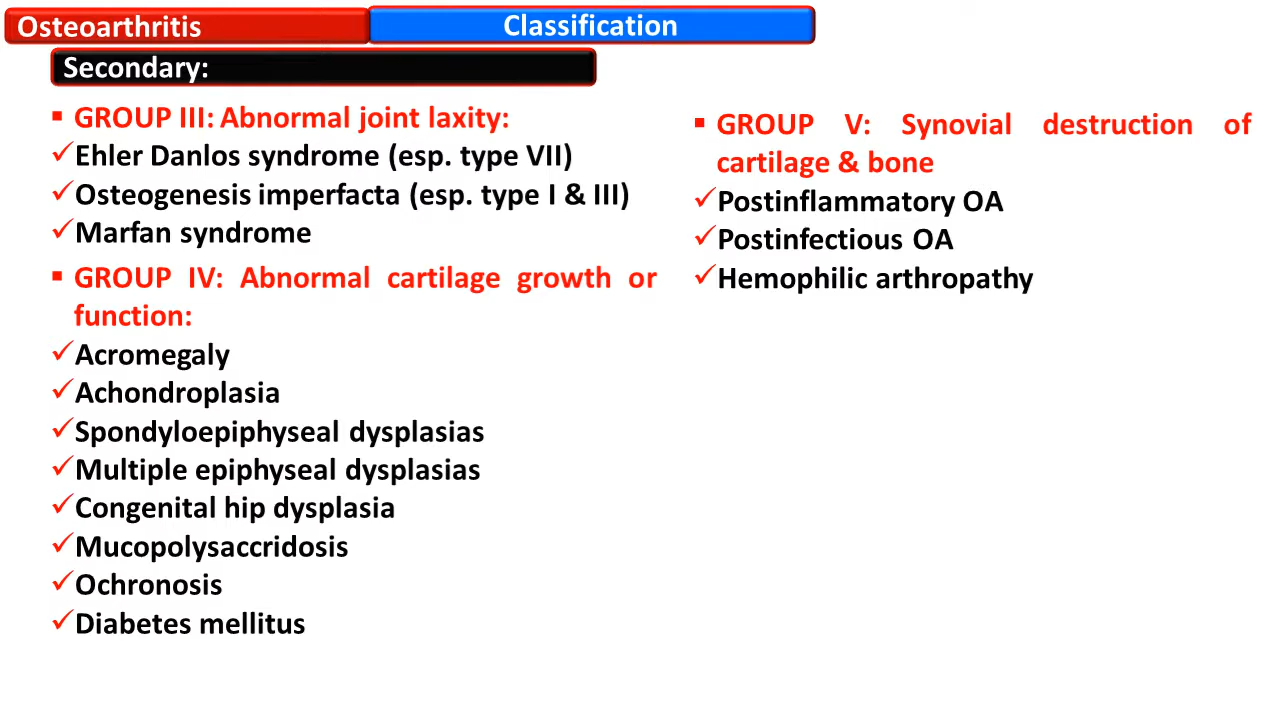 Osteoarthritis
Classification
Secondary:
▪ GROUP III: Abnormal joint laxity:
✓Ehler Danlos syndrome (esp. type VII)
✓Osteogenesis imperfacta (esp. type I & III)
✓Marfan syndrome
▪ GROUP IV: Abnormal cartilage growth or
function:
✓Acromegaly
✓Achondroplasia
✓Spondyloepiphyseal dysplasias
✓Multiple epiphyseal dysplasias
✓Congenital hip dysplasia
✓Mucopolysaccridosis
✓Ochronosis
✓Diabetes mellitus
▪ GROUP V: Synovial destruction of
cartilage & bone
✓Postinflammatory OA
✓Postinfectious OA
✓Hemophilic arthropathy